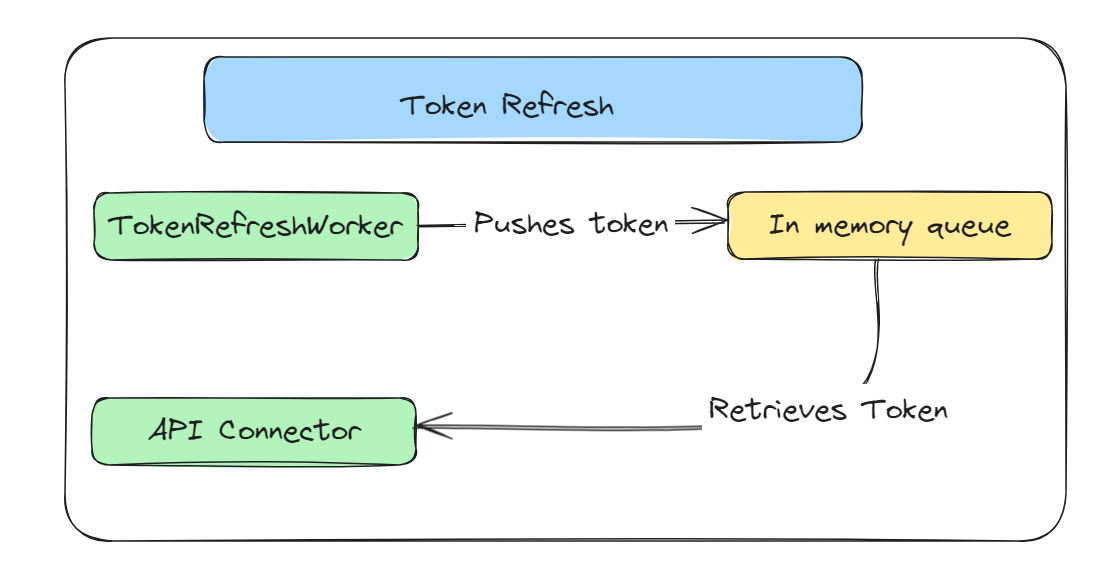 Token Refresh
TokenRefreshWorker
Pushes token
In memory queue
Retrieves Token
API Connector